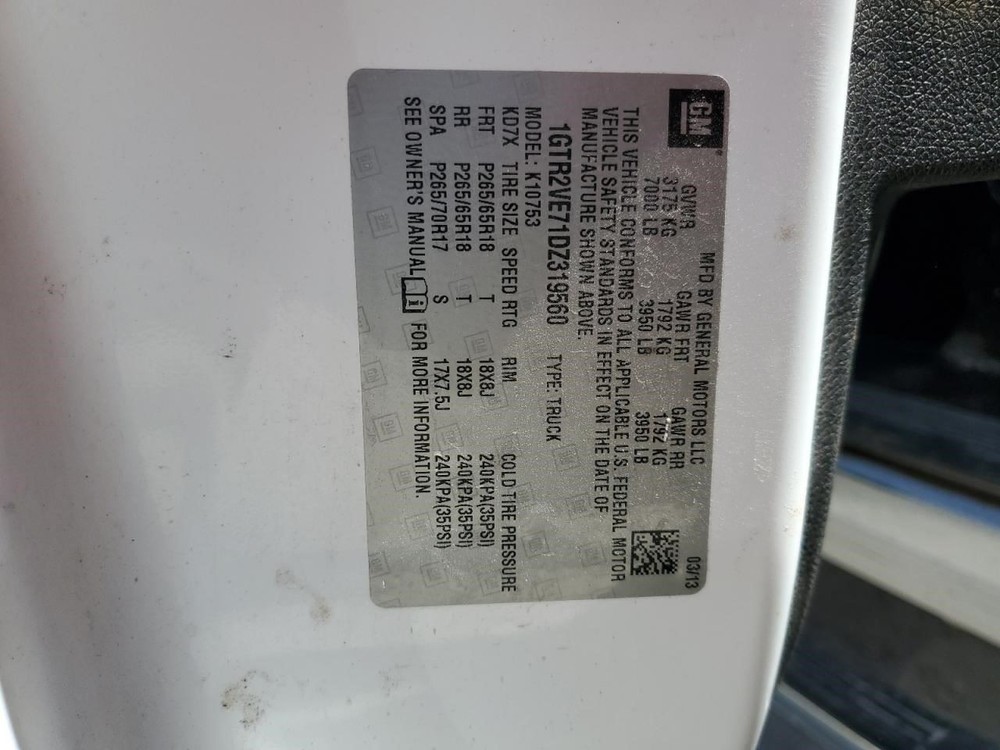 GM
MFD BY GENERAL MOTORS LLC 03/13
GVWR GAWR FRT GAWR RR
3175 KG 1792 KG 1792 KG
7000 LB 3950 LB 3950 LB
THIS VEHICLE CONFORMS TO ALL APPLICABLE U.S. FEDERAL MOTOR
VEHICLE SAFETY STANDARDS IN EFFECT ON THE DATE OF
MANUFACTURE SHOWN ABOVE.
1GTR2VE71DZ319560 TYPE: TRUCK
MODEL: K10753
KD7X TIRE SIZE SPEED RTG RIM COLD TIRE PRESSURE
FRT P265/65R18 T 18X8J 240KPA(35PSI)
RR P265/65R18 T 18X8J 240KPA(35PSI)
SPA P265/70R17 S 17X7.5J 240KPA(35PSI)
SEE OWNER'S MANUAL i FOR MORE INFORMATION.